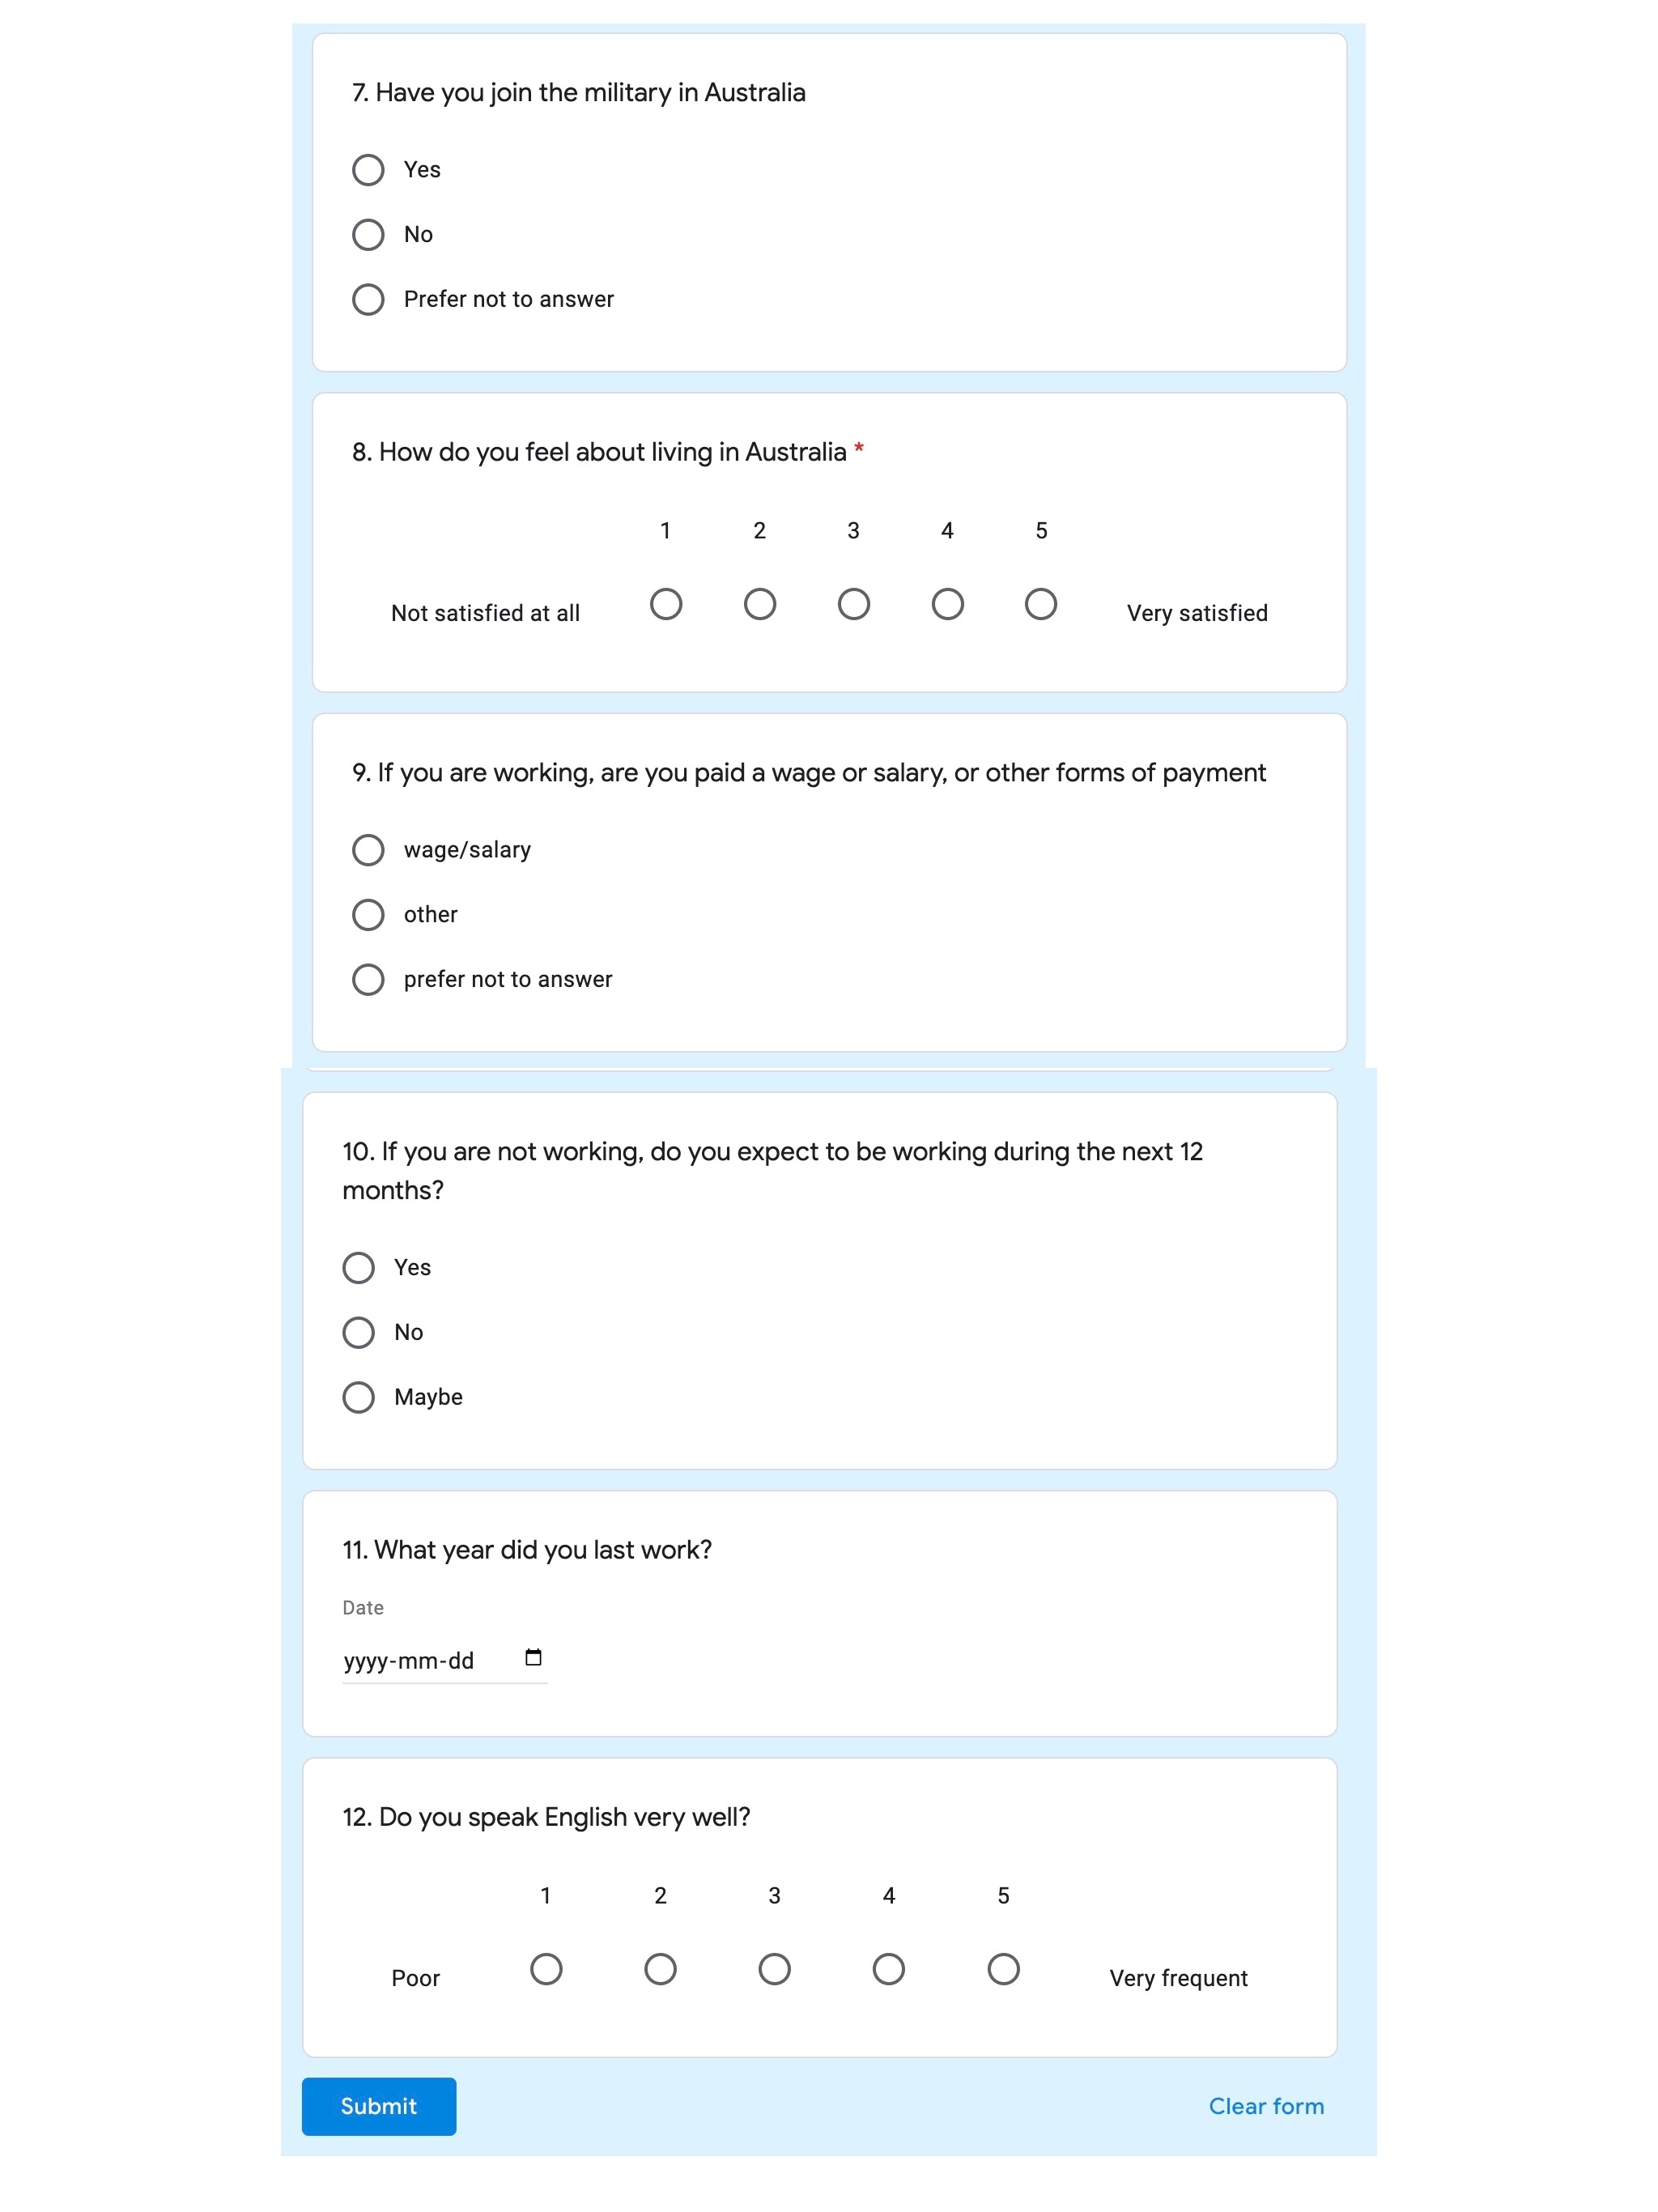 7. Have you join the military in Australia
Yes
No
Prefer not to answer
8. How do you feel about living in Australia *
1 2 3 4 5
Not satisfied at all Very satisfied
9. If you are working, are you paid a wage or salary, or other forms of payment
wage/salary
other
prefer not to answer
10. If you are not working, do you expect to be working during the next 12
months?
Yes
No
Maybe
11. What year did you last work?
Date
yyyy-mm-dd
12. Do you speak English very well?
1 2 3 4 5
Poor Very frequent
Submit Clear form